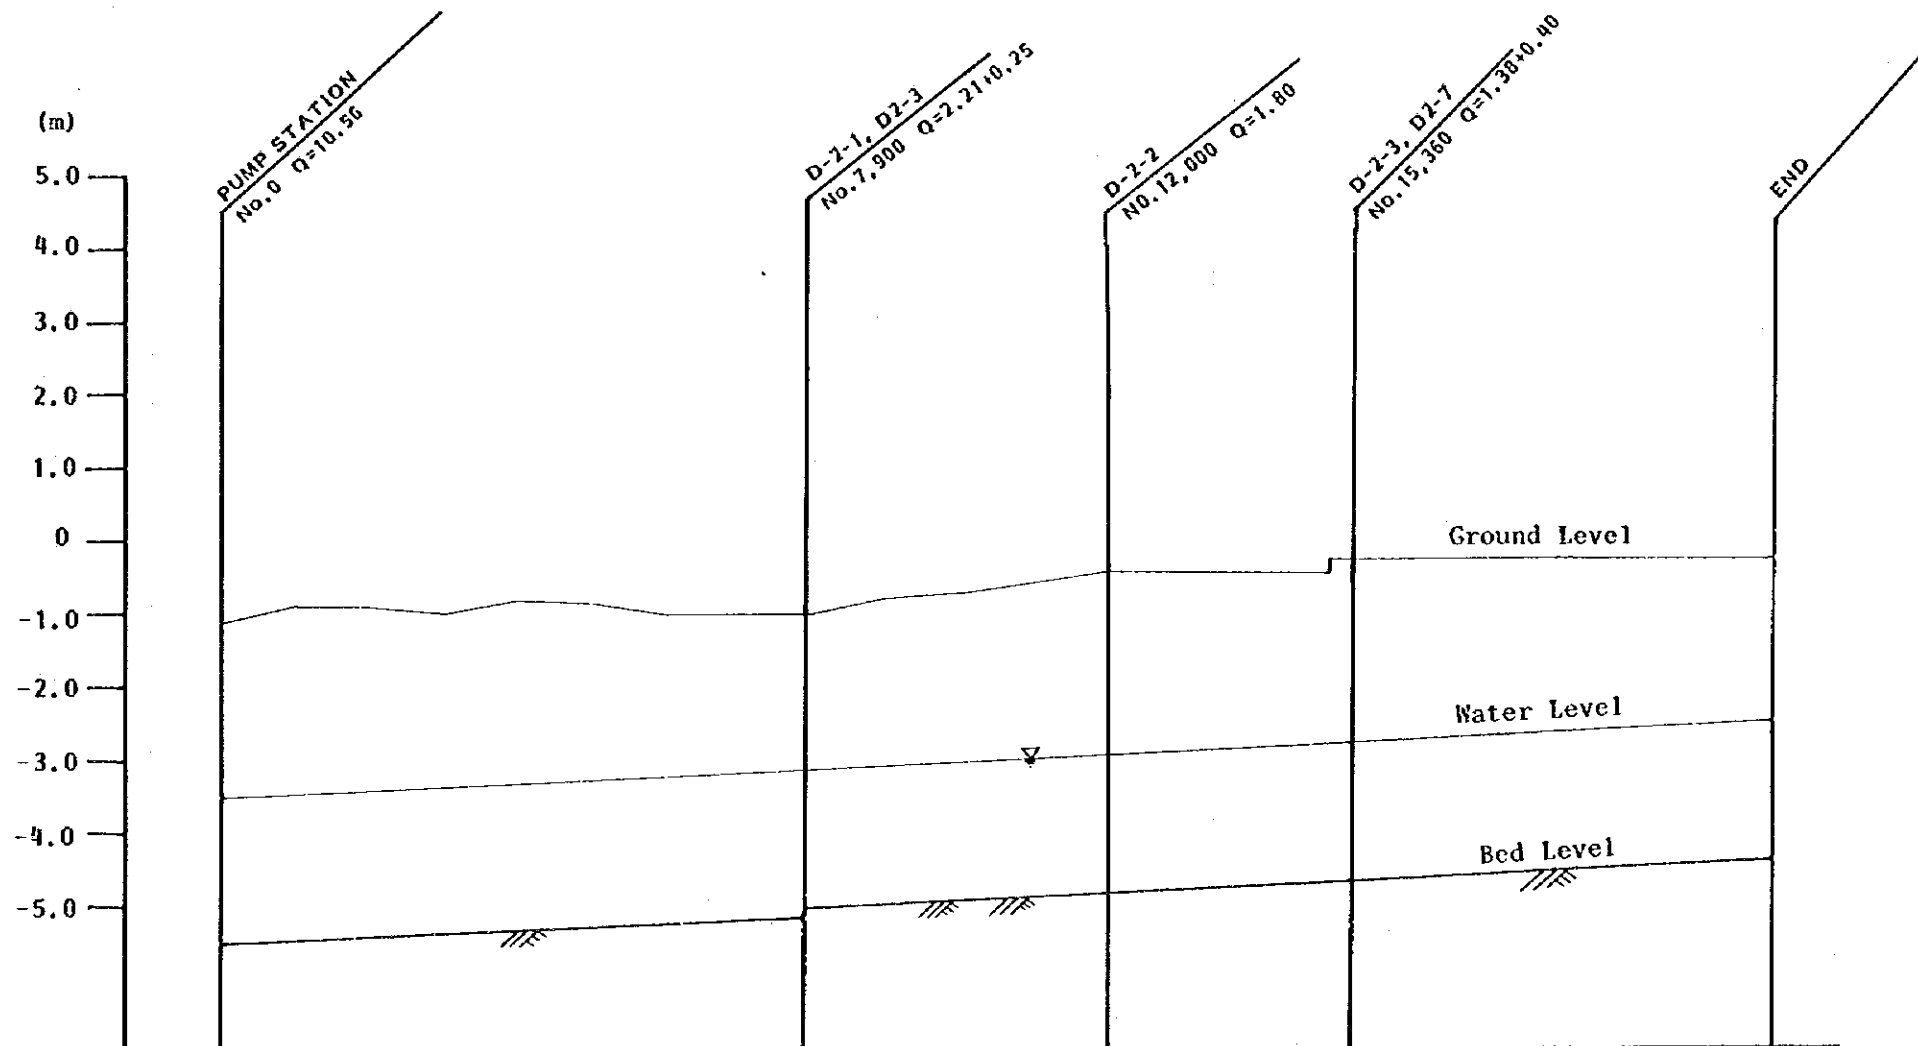 PUMP STATION
No.0 Q=10.56
D-2-1, D2-3
No.7,900 Q=2.21+0.25
D-2-2
NO.12,000 Q=1.80
D-2-3, D2-7
No.15,360 Q=1.38+0.40
END
(m)
5.0
4.0
3.0
2.0
1.0
0
-1.0
-2.0
-3.0
-4.0
-5.0
Ground Level
Water Level
Bed Level